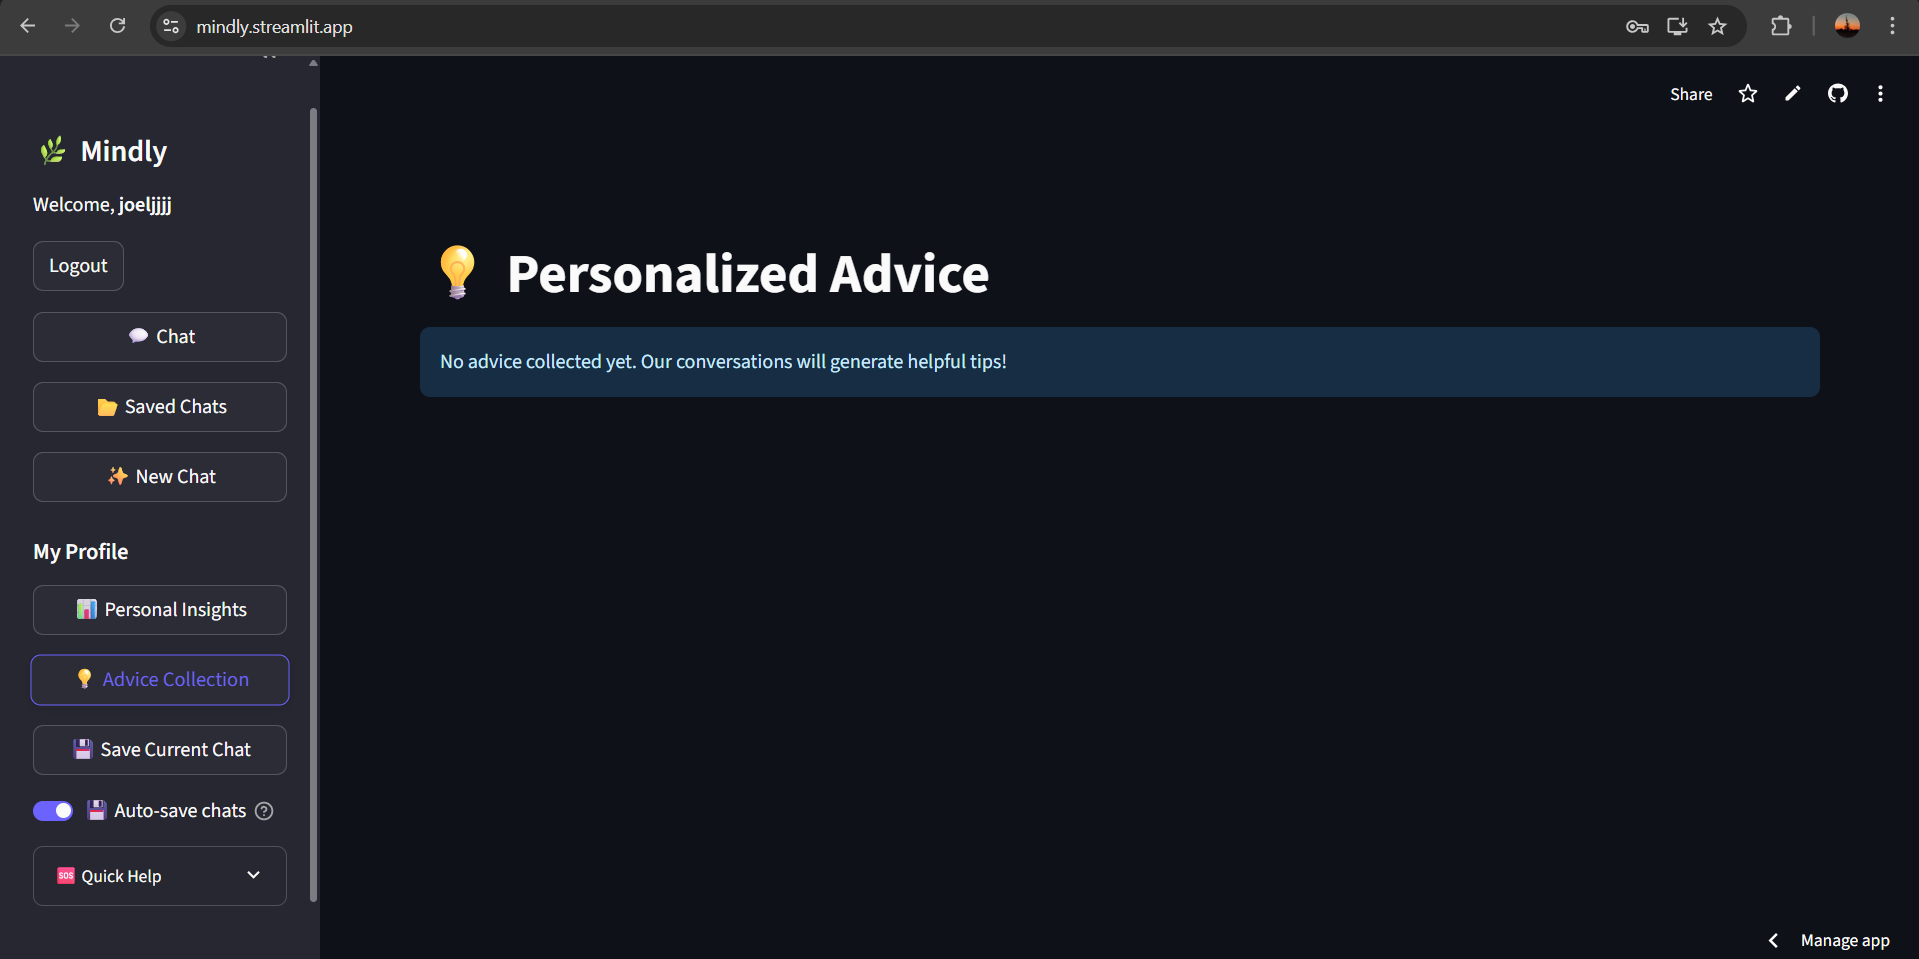 mindly.streamlit.app
Share
Mindly
Welcome, joeljjjj
Logout
Chat
Saved Chats
New Chat
My Profile
Personal Insights
Advice Collection
Save Current Chat
Auto-save chats
SOS Quick Help
Personalized Advice
No advice collected yet. Our conversations will generate helpful tips!
Manage app